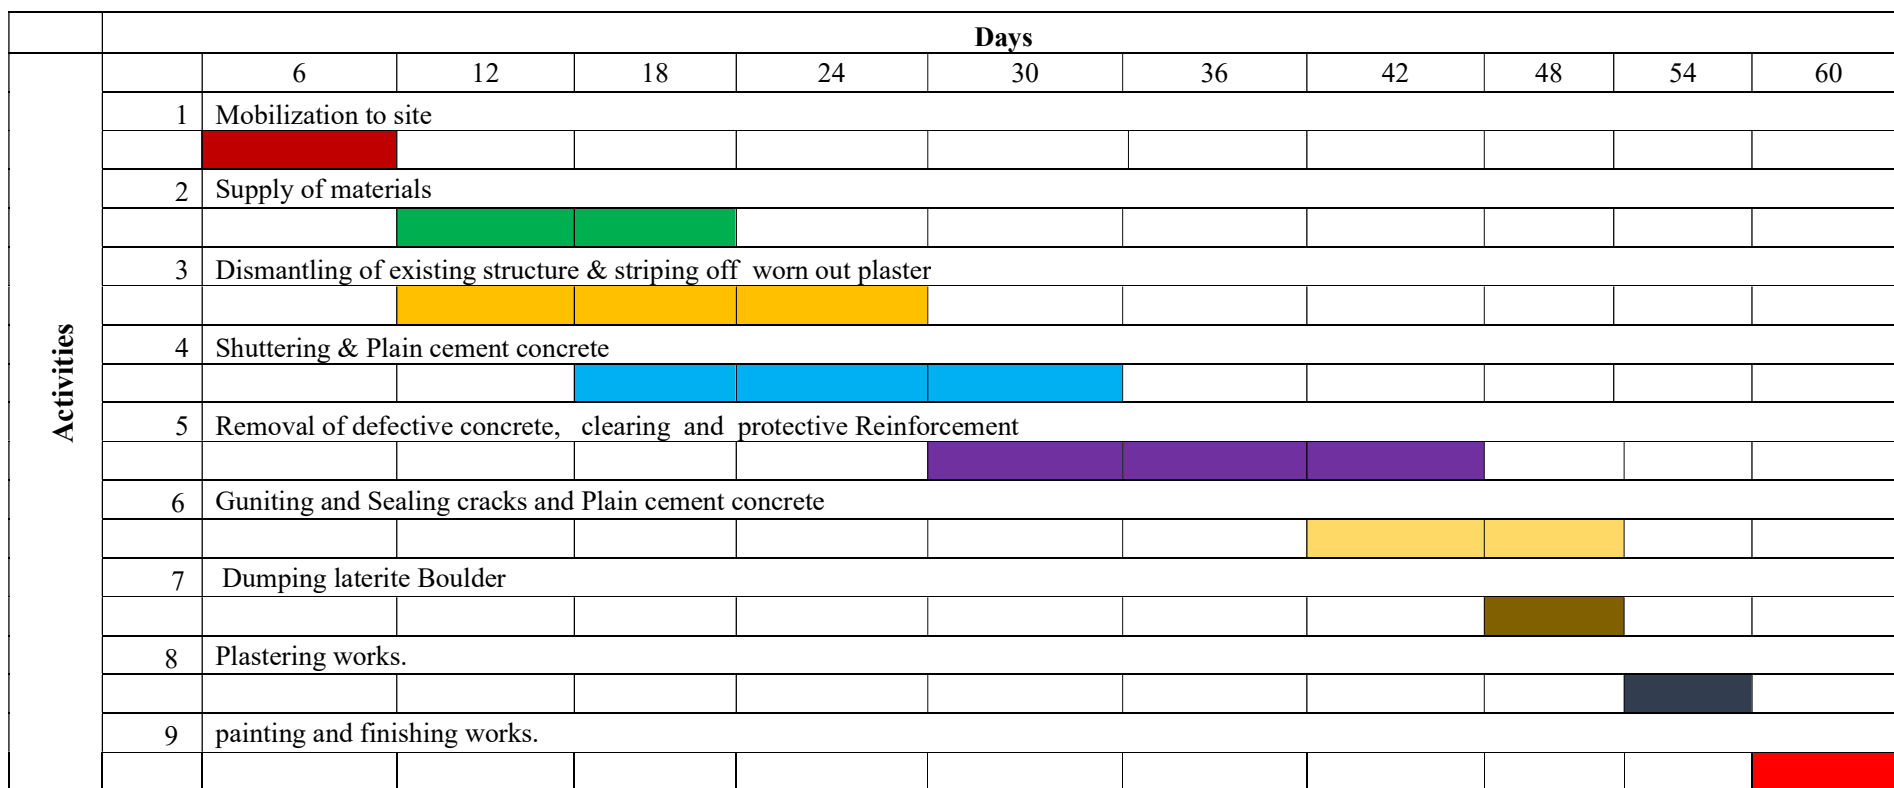 Days
6 12 18 24 30 36 42 48 54 60
Activities
1 Mobilization to site
2 Supply of materials
3 Dismantling of existing structure & striping off worn out plaster
4 Shuttering & Plain cement concrete
5 Removal of defective concrete, clearing and protective Reinforcement
6 Guniting and Sealing cracks and Plain cement concrete
7 Dumping laterite Boulder
8 Plastering works.
9 painting and finishing works.